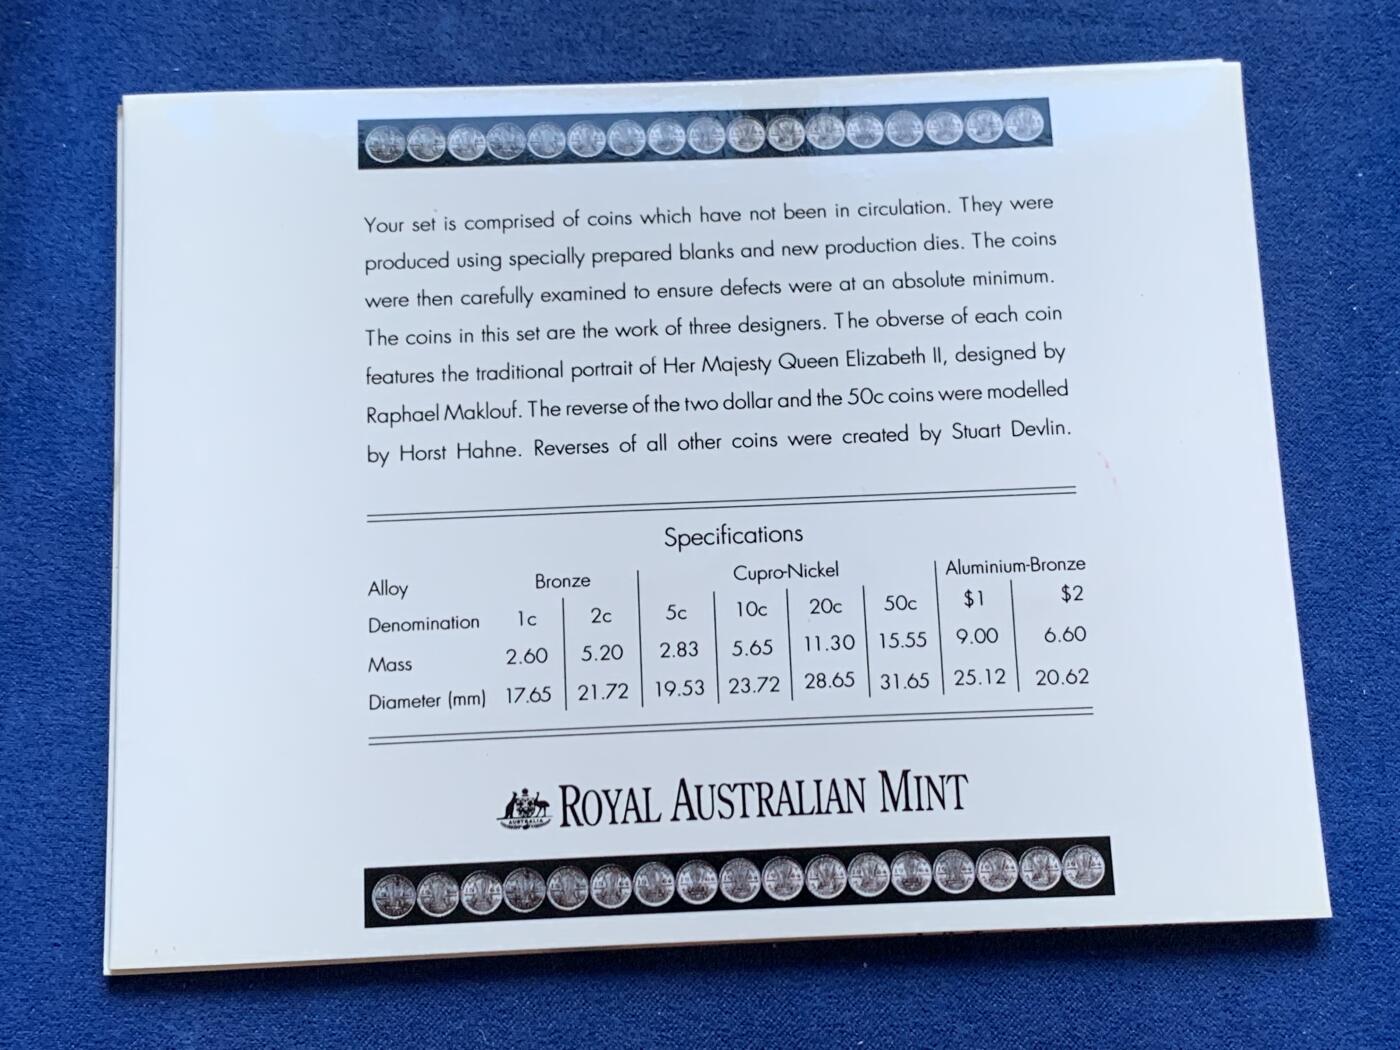 Your set is comprised of coins which have not been in circulation. They were
produced using specially prepared blanks and new production dies. The coins
were then carefully examined to ensure defects were at an absolute minimum.
The coins in this set are the work of three designers. The obverse of each coin
features the traditional portrait of Her Majesty Queen Elizabeth II, designed by
Raphael Maklouf. The reverse of the two dollar and the 50c coins were modelled
by Horst Hahne. Reverses of all other coins were created by Stuart Devlin.
Specifications
Alloy Bronze Cupro-Nickel Aluminium-Bronze
Denomination 1c 2c 5c 10c 20c 50c $1 $2
Mass 2.60 5.20 2.83 5.65 11.30 15.55 9.00 6.60
Diameter (mm) 17.65 21.72 19.53 23.72 28.65 31.65 25.12 20.62
AUSTRALIA
ROYAL AUSTRALIAN MINT